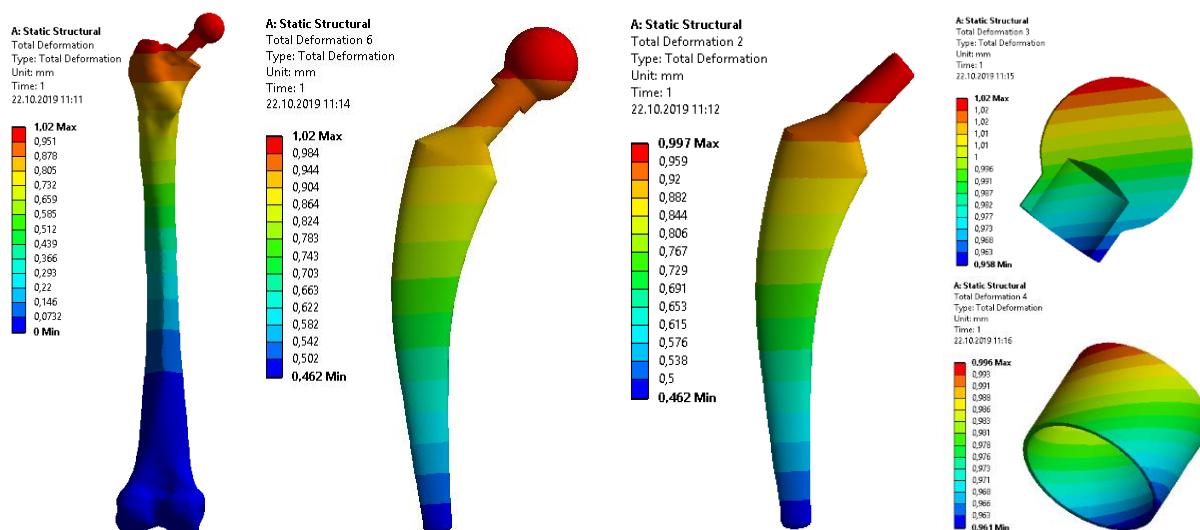 A: Static Structural
Total Deformation
Type: Total Deformation
Unit: mm
Time: 1
22.10.2019 11:11
1,02 Max
0,951
0,878
0,805
0,732
0,659
0,585
0,512
0,439
0,366
0,293
0,22
0,146
0,0732
0 Min
A: Static Structural
Total Deformation 6
Type: Total Deformation
Unit: mm
Time: 1
22.10.2019 11:14
1,02 Max
0,984
0,944
0,904
0,864
0,824
0,783
0,743
0,703
0,663
0,622
0,582
0,542
0,502
0,462 Min
A: Static Structural
Total Deformation 2
Type: Total Deformation
Unit: mm
Time: 1
22.10.2019 11:12
0,997 Max
0,959
0,92
0,882
0,844
0,806
0,767
0,729
0,691
0,653
0,615
0,576
0,538
0,5
0,462 Min
A: Static Structural
Total Deformation 3
Type: Total Deformation
Unit: mm
Time: 1
22.10.2019 11:15
1,02 Max
1,02
1,02
1,01
1,01
1
0,996
0,991
0,987
0,982
0,977
0,973
0,968
0,963
0,958 Min
A: Static Structural
Total Deformation 4
Type: Total Deformation
Unit: mm
Time: 1
22.10.2019 11:16
0,996 Max
0,993
0,991
0,988
0,986
0,983
0,981
0,978
0,976
0,973
0,971
0,968
0,966
0,963
0,961 Min